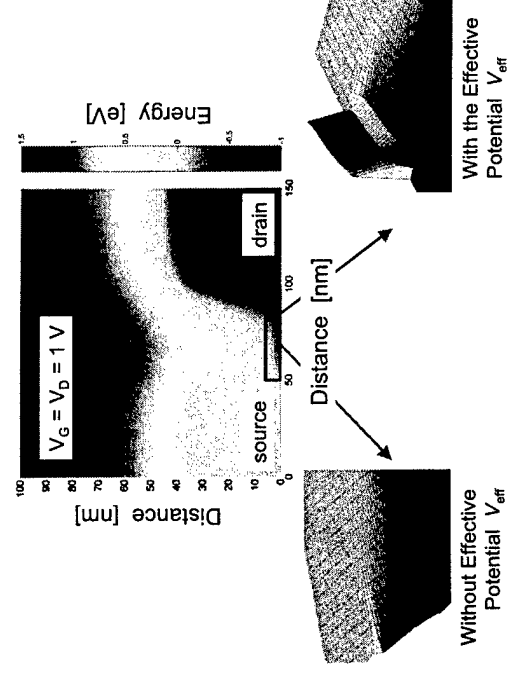 V_G = V_D = 1 V
Distance [nm]
100
90
80
70
60
50
40
30
20
10
0
source
drain
0
50
100
150
Distance [nm]
1.5
1
0.5
0
-0.5
-1
Energy [eV]
Without Effective
Potential V_eff
With the Effective
Potential V_eff